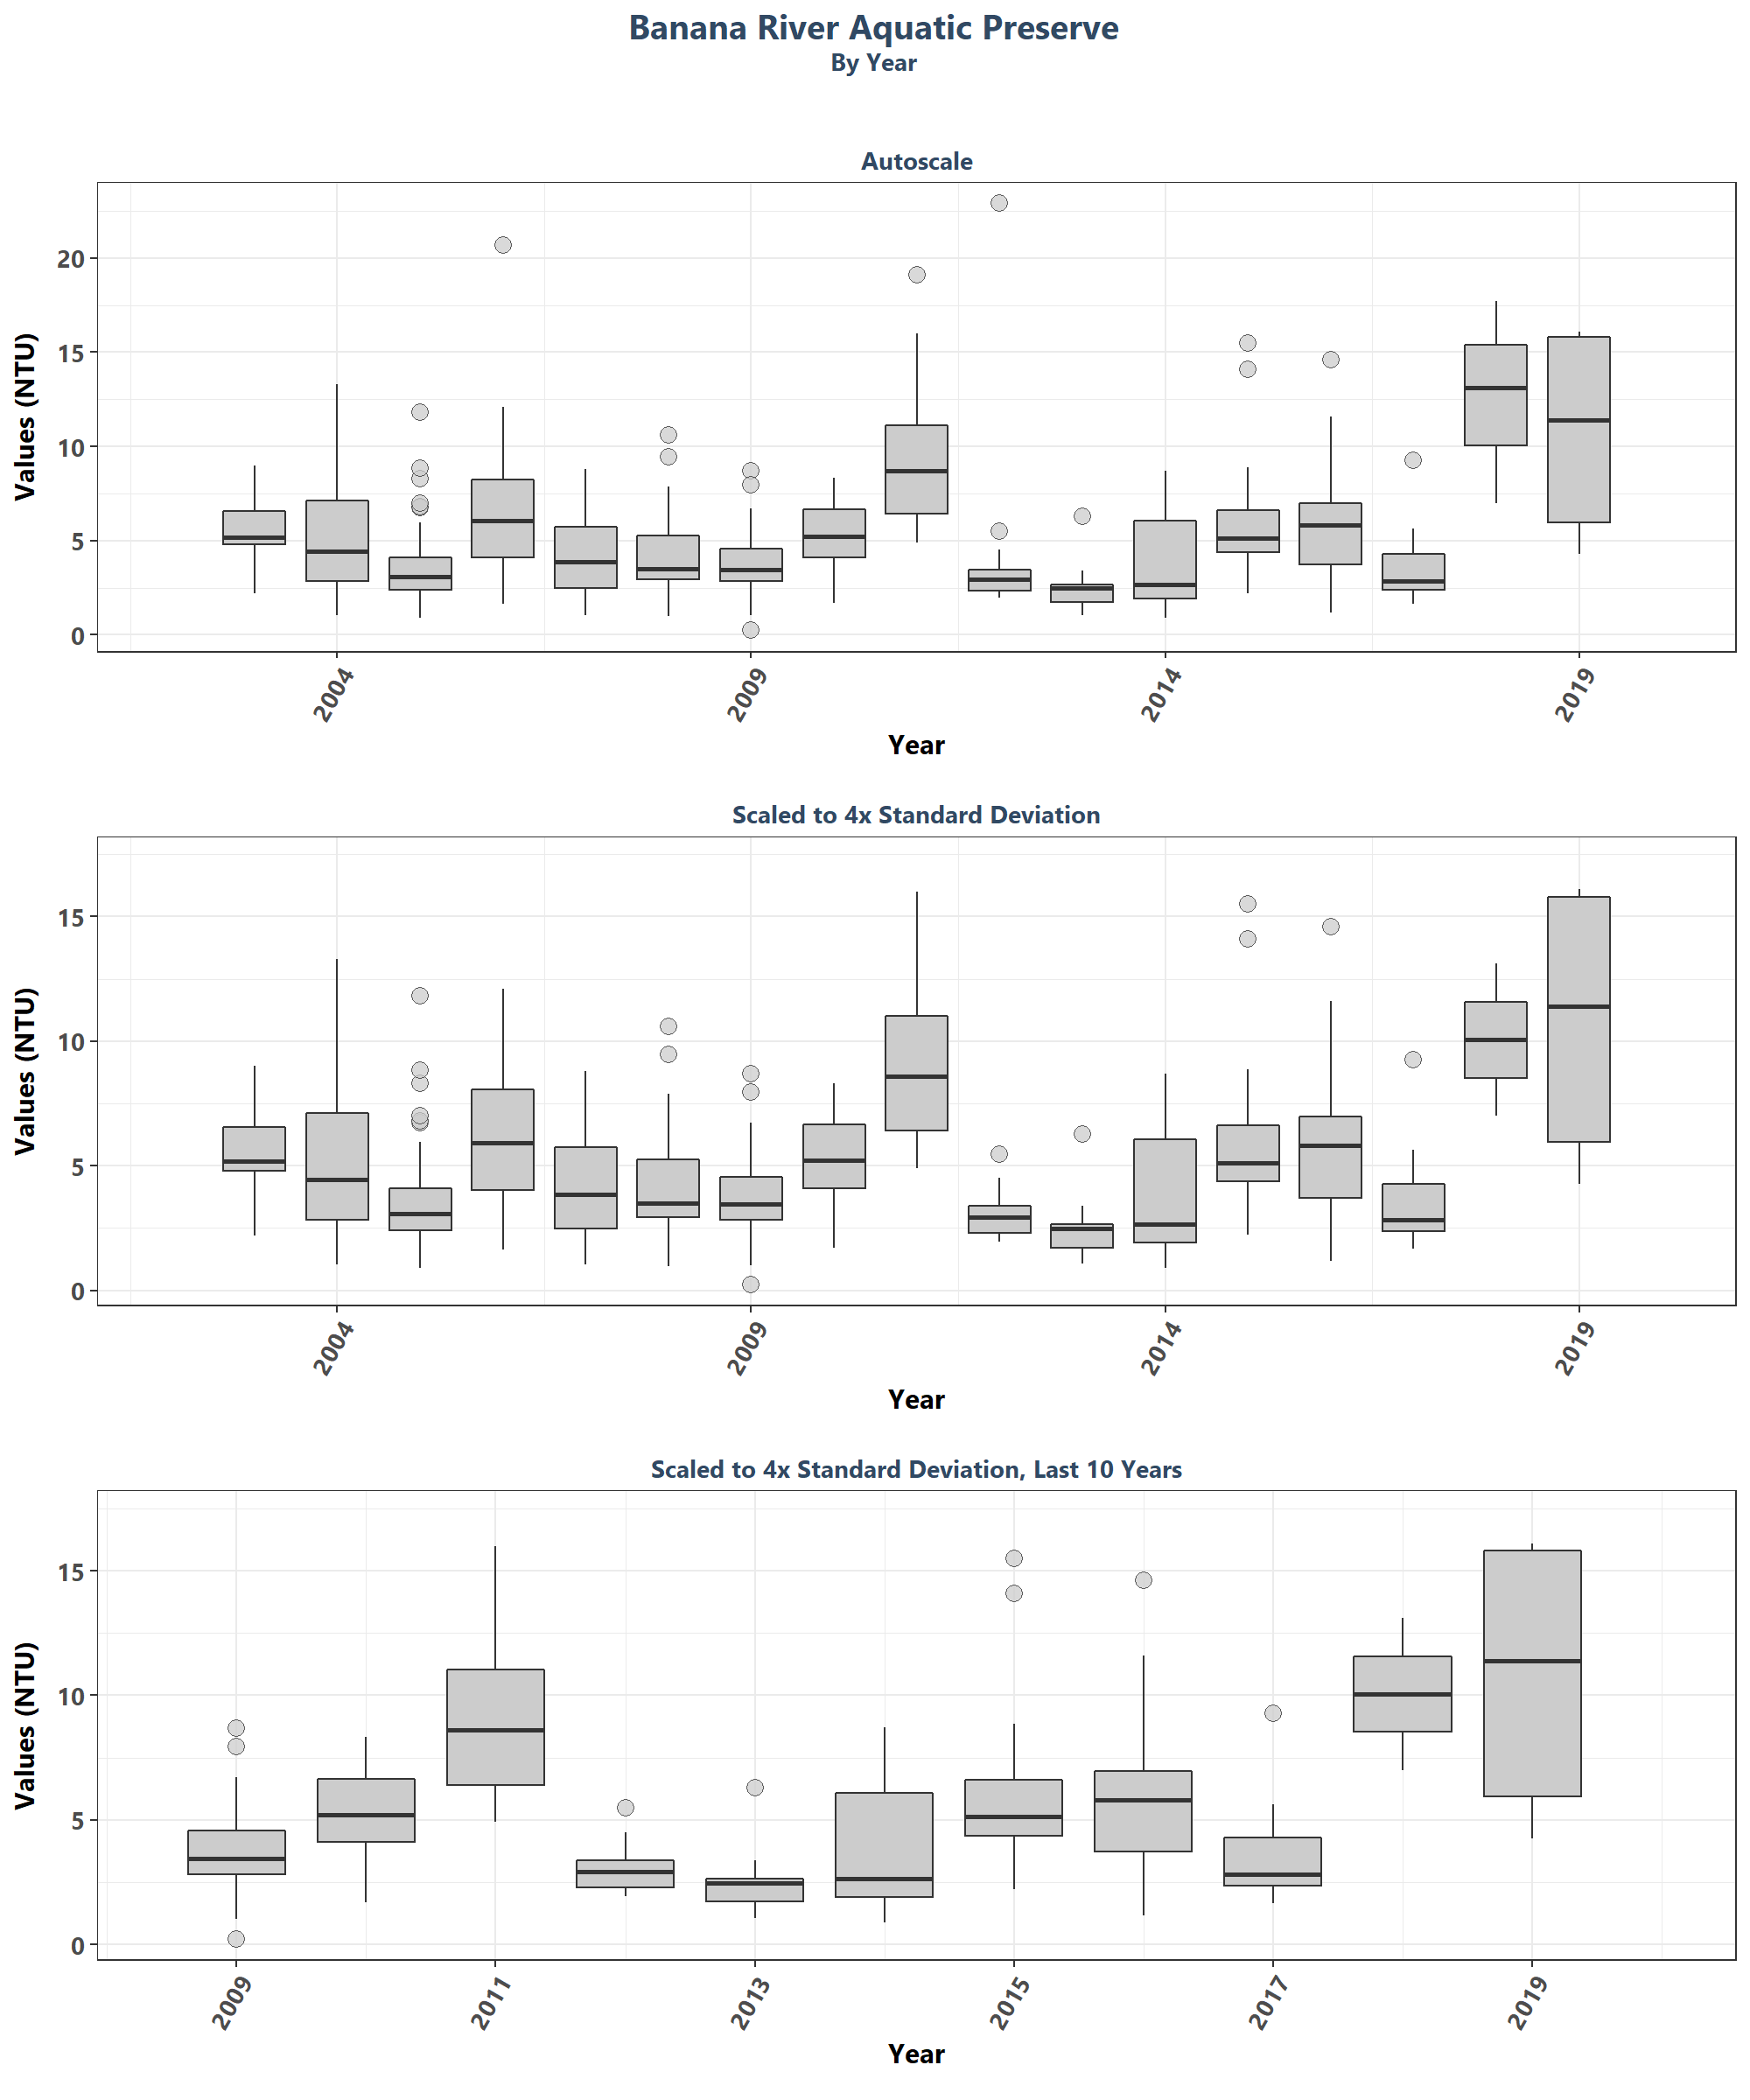 Banana River Aquatic Preserve
By Year
Autoscale
Values (NTU)
20
15
10
5
0
2004
2009
2014
2019
Year
Scaled to 4x Standard Deviation
Values (NTU)
15
10
5
0
2004
2009
2014
2019
Year
Scaled to 4x Standard Deviation, Last 10 Years
Values (NTU)
15
10
5
0
2009
2011
2013
2015
2017
2019
Year